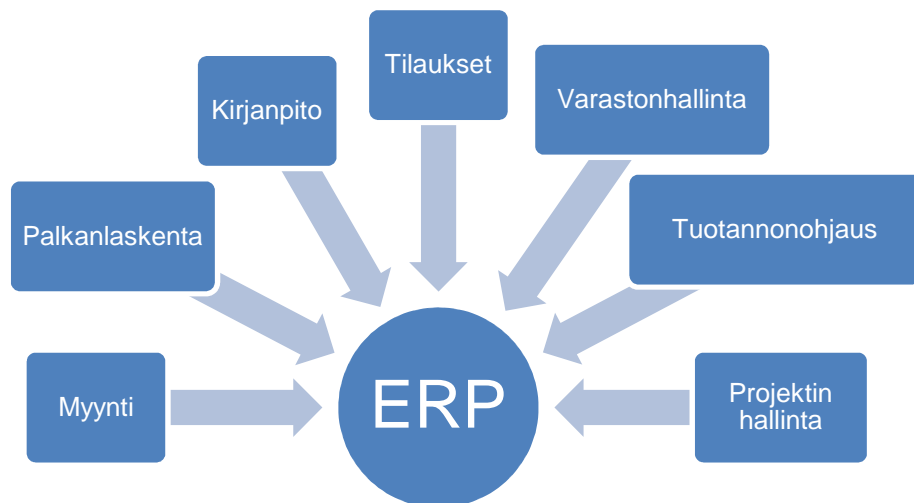 Tilaukset
Kirjanpito
Varastonhallinta
Palkanlaskenta
Tuotannonohjaus
Myynti
ERP
Projektin
hallinta